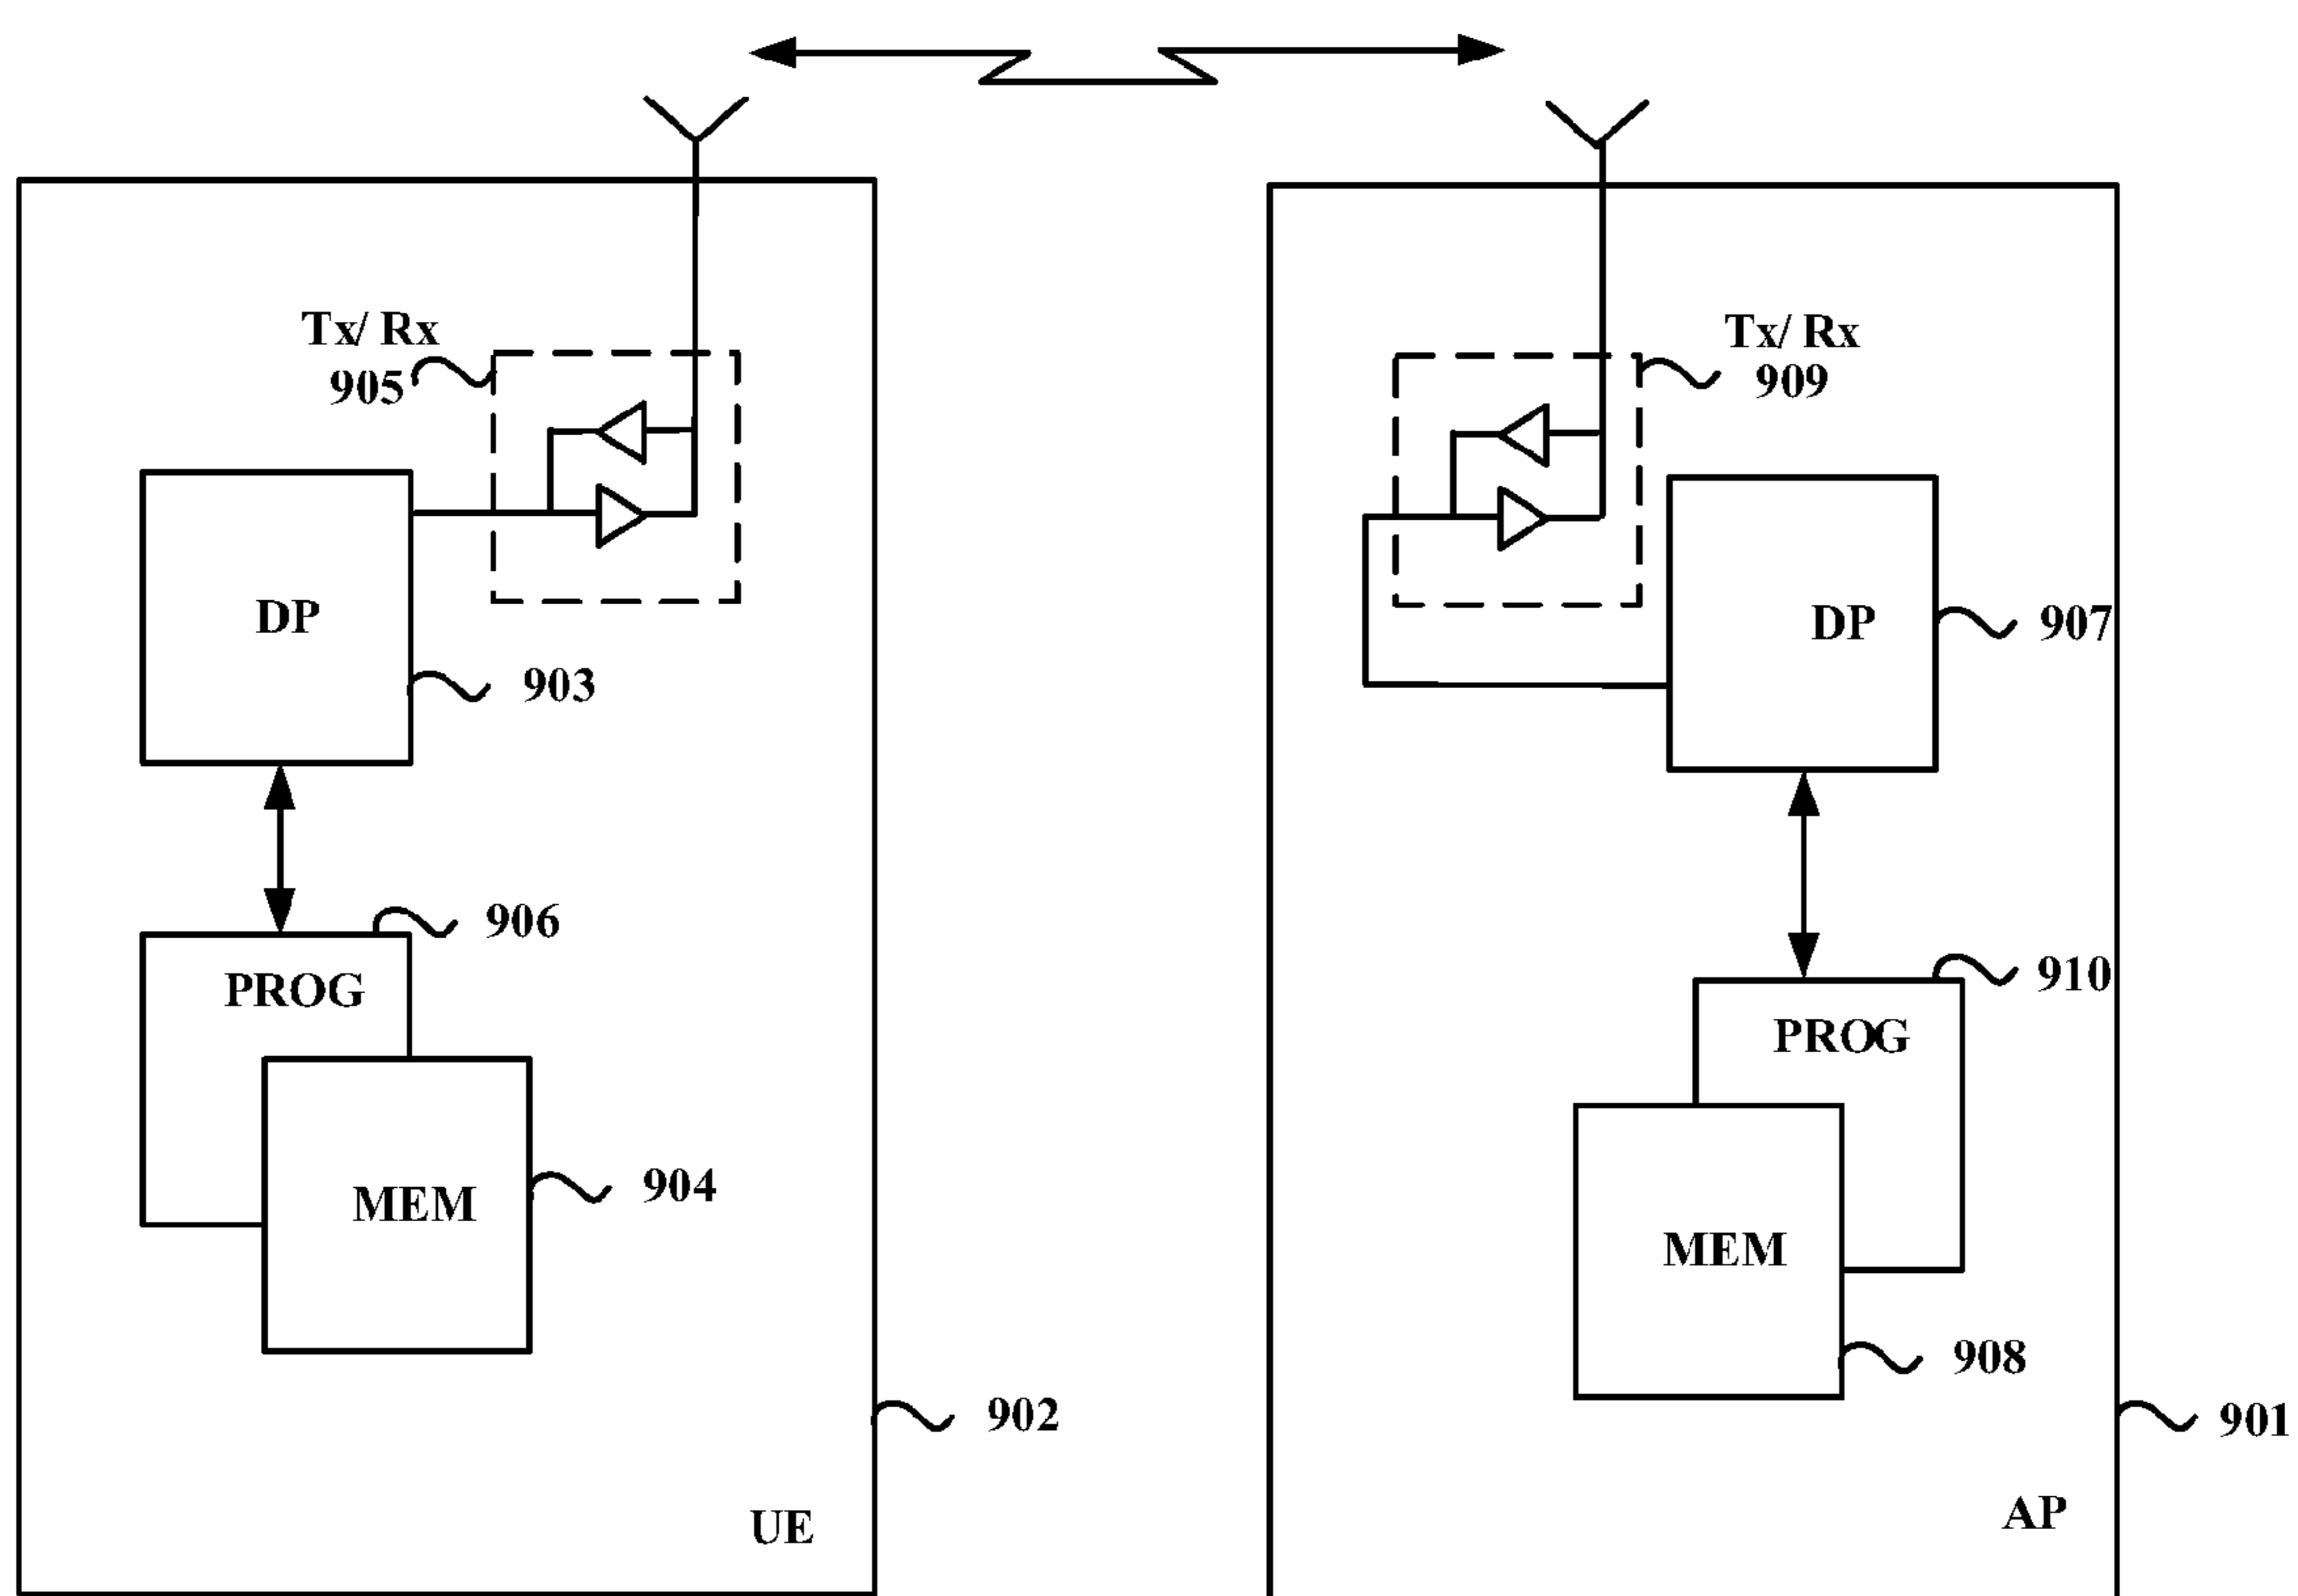 Tx/ Rx
905
DP
903
906
PROG
MEM
904
902
UE
Tx/ Rx
909
DP
907
910
PROG
MEM
908
901
AP